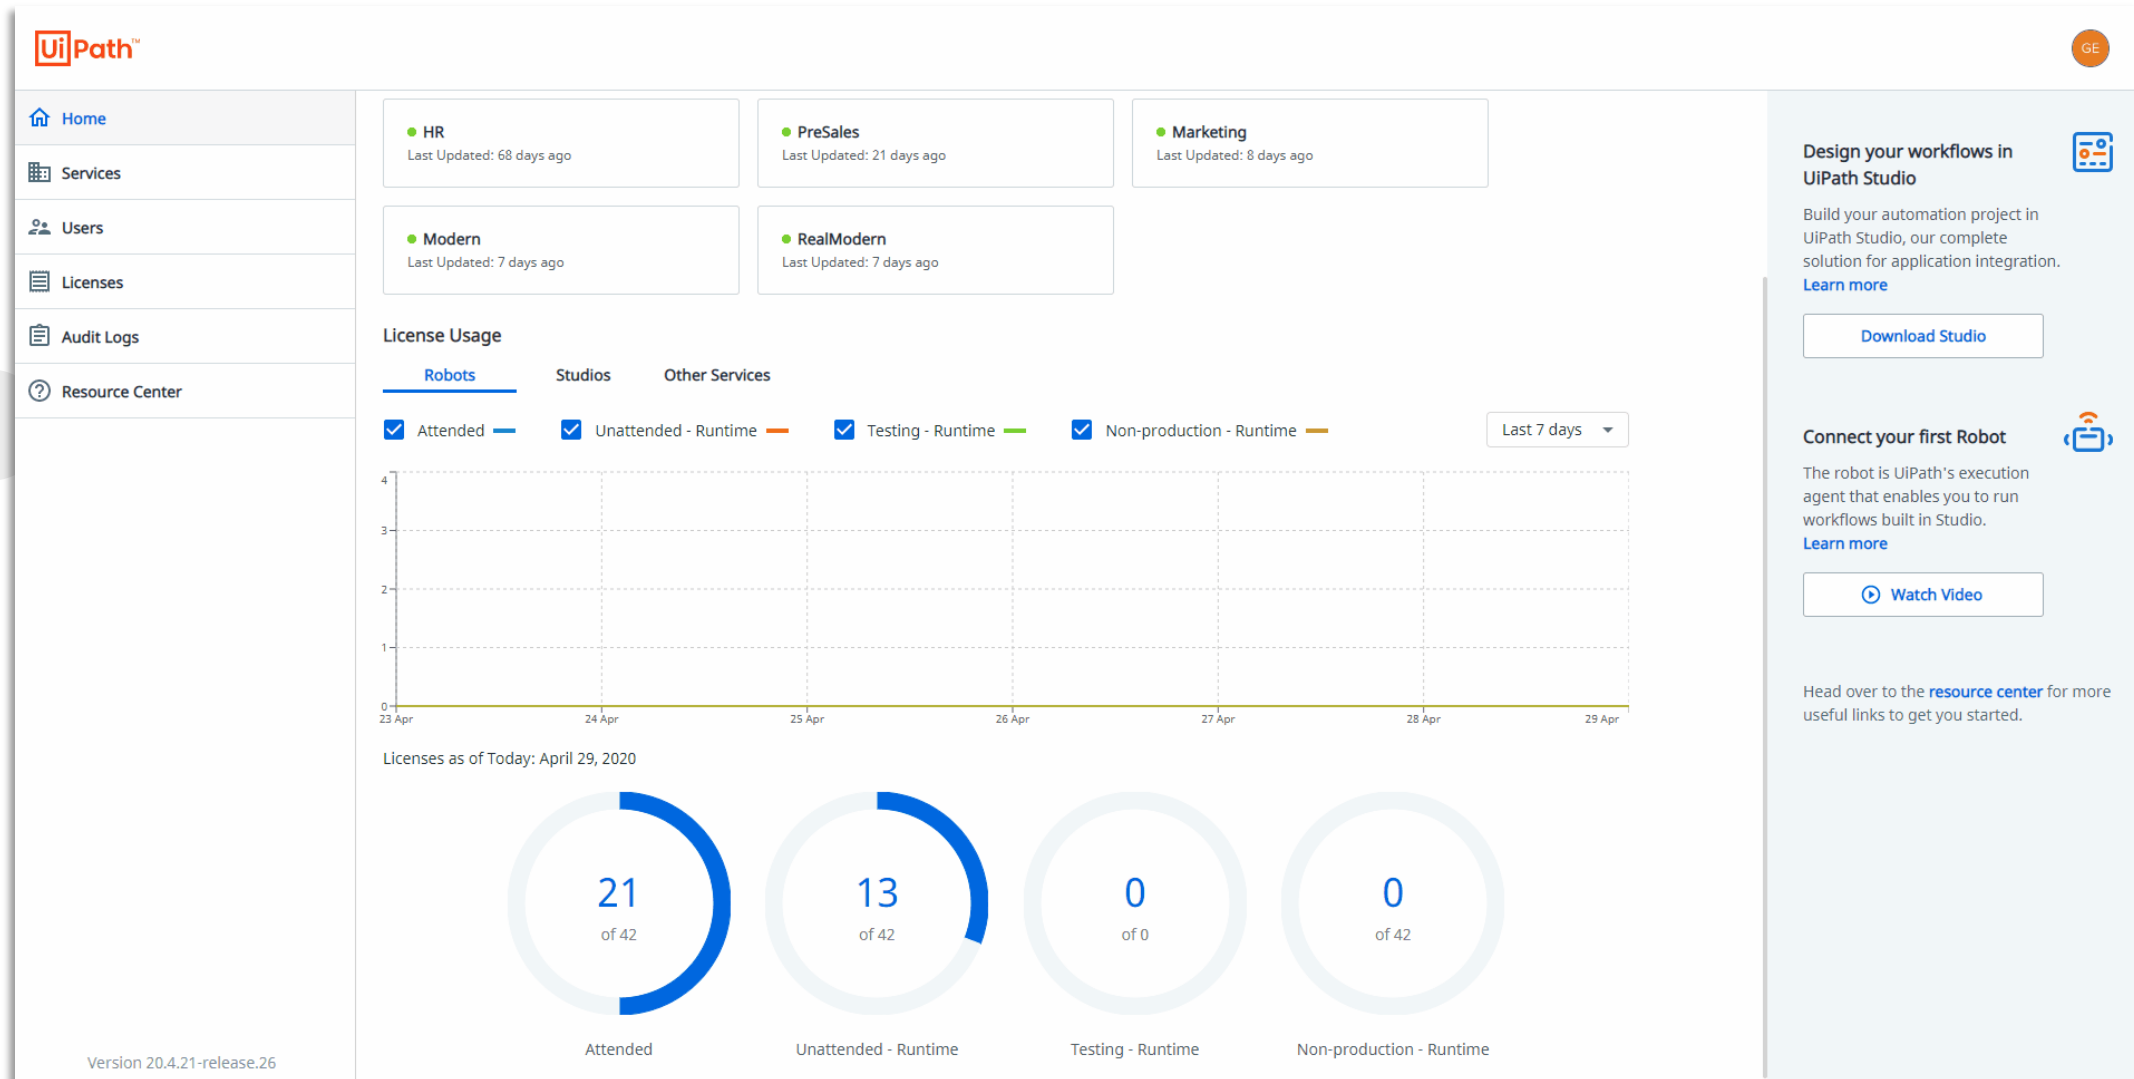 UiPath™
GE
Home
Services
Users
Licenses
Audit Logs
Resource Center
Version 20.4.21-release.26
HR
Last Updated: 68 days ago
PreSales
Last Updated: 21 days ago
Marketing
Last Updated: 8 days ago
Modern
Last Updated: 7 days ago
RealModern
Last Updated: 7 days ago
License Usage
Robots Studios Other Services
Attended Unattended - Runtime Testing - Runtime Non-production - Runtime Last 7 days
4
3
2
1
0
23 Apr 24 Apr 25 Apr 26 Apr 27 Apr 28 Apr 29 Apr
Licenses as of Today: April 29, 2020
21
of 42
Attended
13
of 42
Unattended - Runtime
0
of 0
Testing - Runtime
0
of 42
Non-production - Runtime
Design your workflows in
UiPath Studio
Build your automation project in
UiPath Studio, our complete
solution for application integration.
Learn more
Download Studio
Connect your first Robot
The robot is UiPath's execution
agent that enables you to run
workflows built in Studio.
Learn more
Watch Video
Head over to the resource center for more
useful links to get you started.